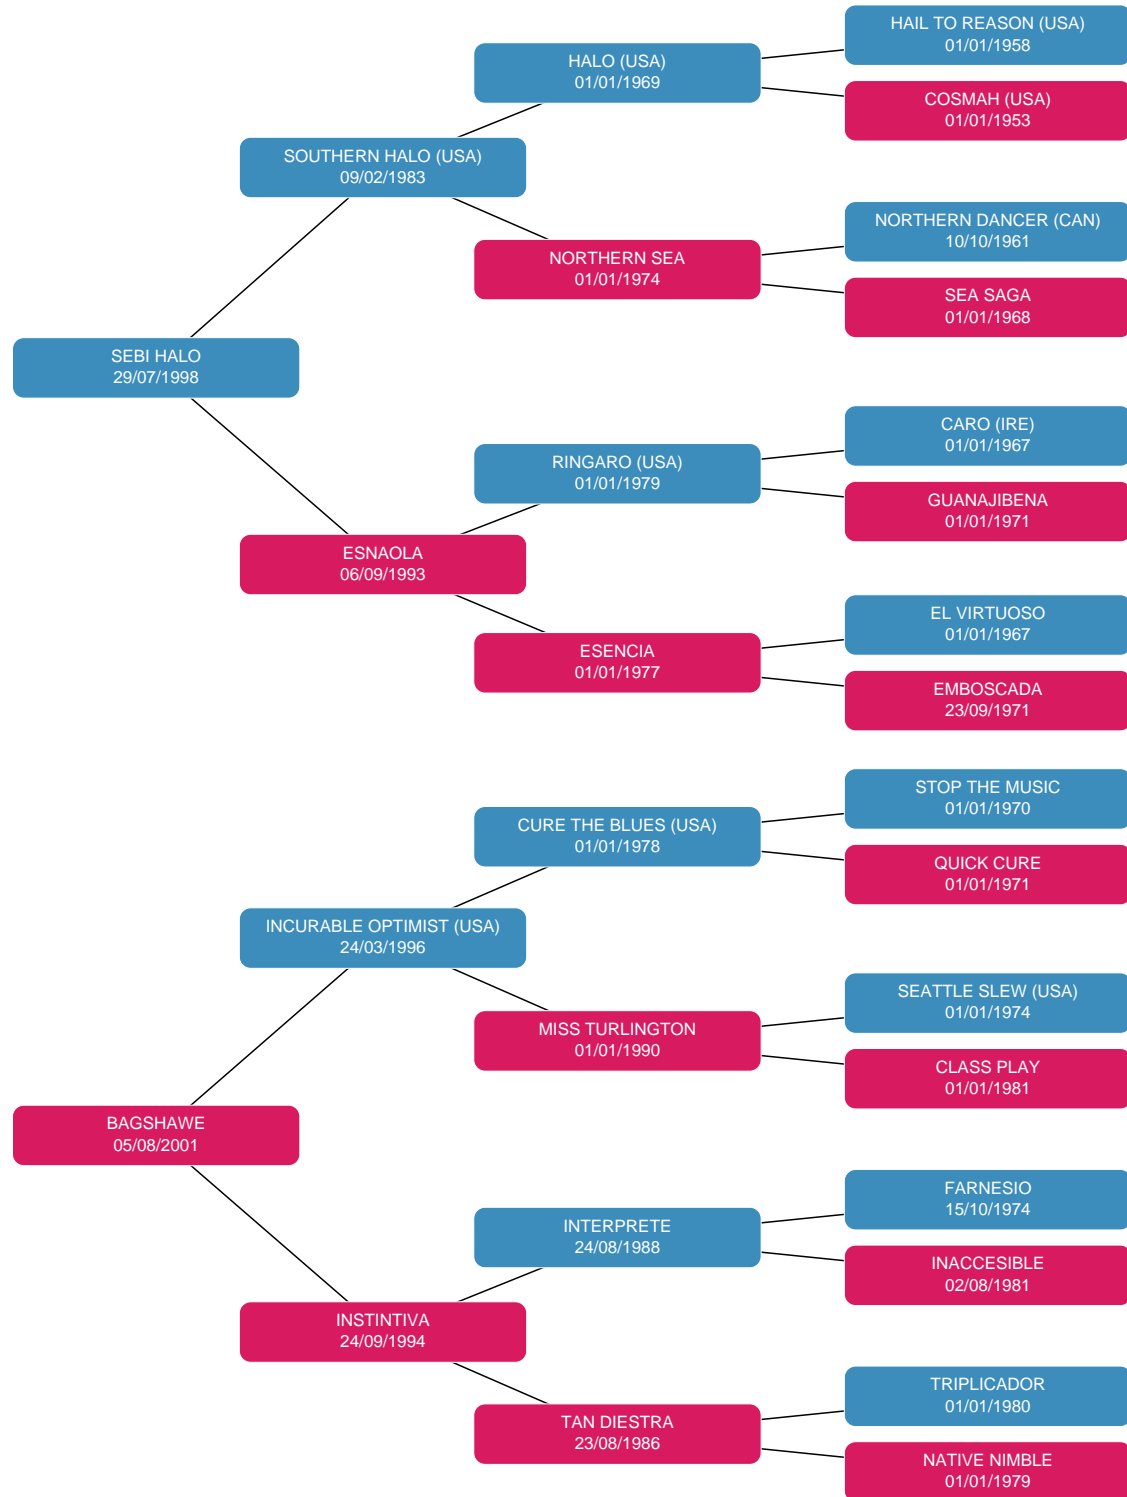 HAIL TO REASON (USA)
01/01/1958
HALO (USA)
01/01/1969
COSMAH (USA)
01/01/1953
SOUTHERN HALO (USA)
09/02/1983
NORTHERN DANCER (CAN)
10/10/1961
NORTHERN SEA
01/01/1974
SEA SAGA
01/01/1968
SEBI HALO
29/07/1998
CARO (IRE)
01/01/1967
RINGARO (USA)
01/01/1979
GUANAJIBENA
01/01/1971
ESNAOLA
06/09/1993
EL VIRTUOSO
01/01/1967
ESENCIA
01/01/1977
EMBOSCADA
23/09/1971
STOP THE MUSIC
01/01/1970
CURE THE BLUES (USA)
01/01/1978
QUICK CURE
01/01/1971
INCURABLE OPTIMIST (USA)
24/03/1996
SEATTLE SLEW (USA)
01/01/1974
MISS TURLINGTON
01/01/1990
CLASS PLAY
01/01/1981
BAGSHAWE
05/08/2001
FARNESIO
15/10/1974
INTERPRETE
24/08/1988
INACCESIBLE
02/08/1981
INSTINTIVA
24/09/1994
TRIPLICADOR
01/01/1980
TAN DIESTRA
23/08/1986
NATIVE NIMBLE
01/01/1979